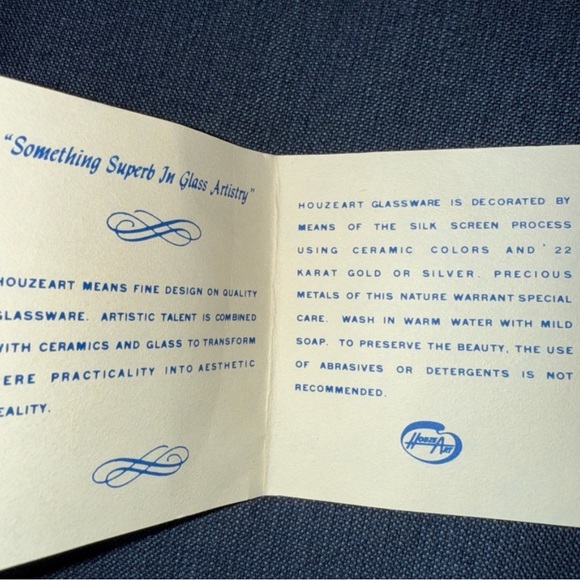 "Something Superb In Glass Artistry"
HOUZEART MEANS FINE DESIGN ON QUALITY
GLASSWARE. ARTISTIC TALENT IS COMBINED
WITH CERAMICS AND GLASS TO TRANSFORM
ERE PRACTICALITY INTO AESTHETIC
EALITY.
HOUZEART GLASSWARE IS DECORATED BY
MEANS OF THE SILK SCREEN PROCESS
USING CERAMIC COLORS AND 22
KARAT GOLD OR SILVER. PRECIOUS
METALS OF THIS NATURE WARRANT SPECIAL
CARE. WASH IN WARM WATER WITH MILD
SOAP. TO PRESERVE THE BEAUTY, THE USE
OF ABRASIVES OR DETERGENTS IS NOT
RECOMMENDED.
HOUZE ART